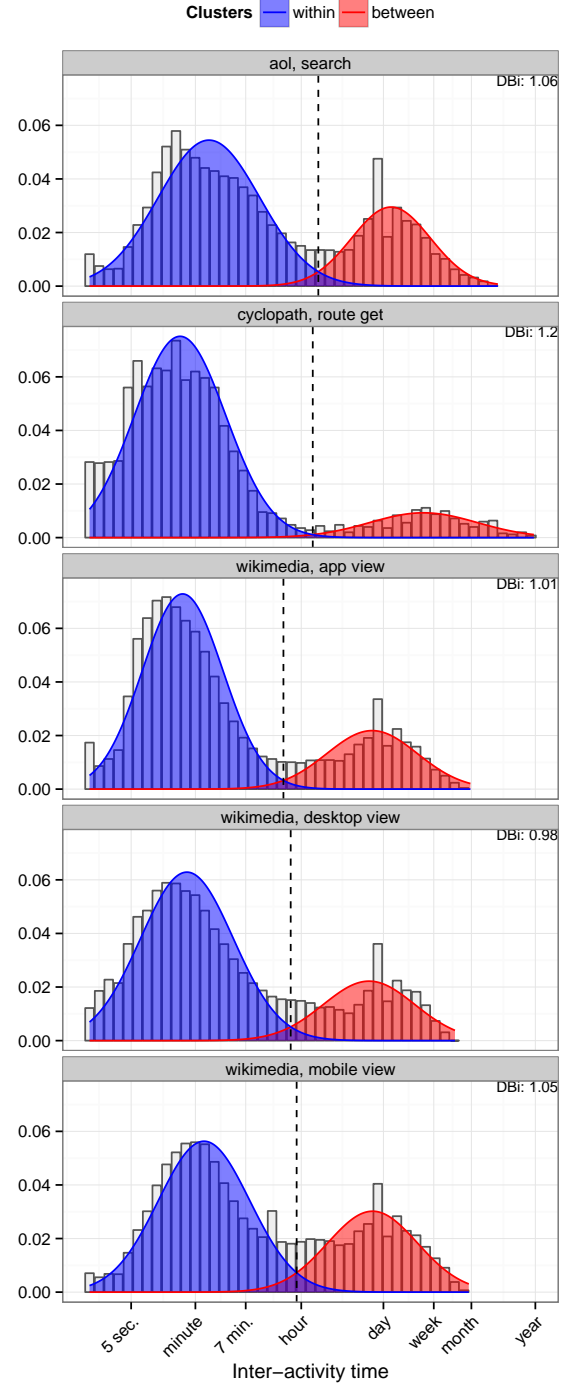 Clusters within between
aol, search
DBi: 1.06
0.06
0.04
0.02
0.00
cyclopath, route get
DBi: 1.2
0.06
0.04
0.02
0.00
wikimedia, app view
DBi: 1.01
0.06
0.04
0.02
0.00
wikimedia, desktop view
DBi: 0.98
0.06
0.04
0.02
0.00
wikimedia, mobile view
DBi: 1.05
0.06
0.04
0.02
0.00
5 sec. minute 7 min. hour day week month year
Inter−activity time